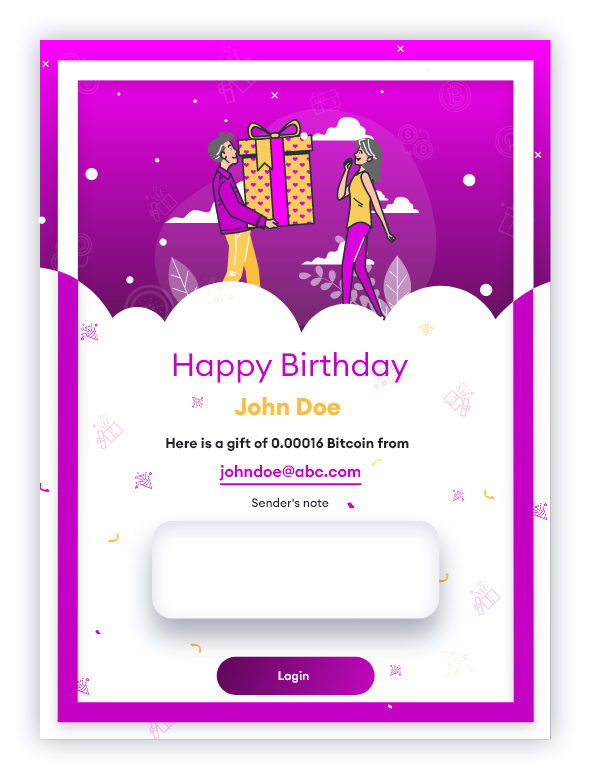 Happy Birthday
John Doe
Here is a gift of 0.00016 Bitcoin from
johndoe@abc.com
Sender's note
Login